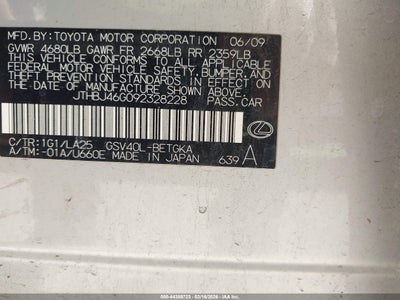 MFD.BY:TOYOTA MOTOR CORPORATION 06/09
GVWR 4680LB GAWR FR 2668LB RR 2359LB
THIS VEHICLE CONFORMS TO ALL APPLICABLE
FEDERAL MOTOR VEHICLE SAFETY, BUMPER, AND
THEFT PREVENTION STANDARDS IN EFFECT ON
THE DATE OF MANUFACTURE SHOWN ABOVE.
JTHBJ46G092328228 PASS.CAR
C/TR:1G1/LA25 GSV40L-BETGKA
A/TM:-01A/U660E MADE IN JAPAN 639 A